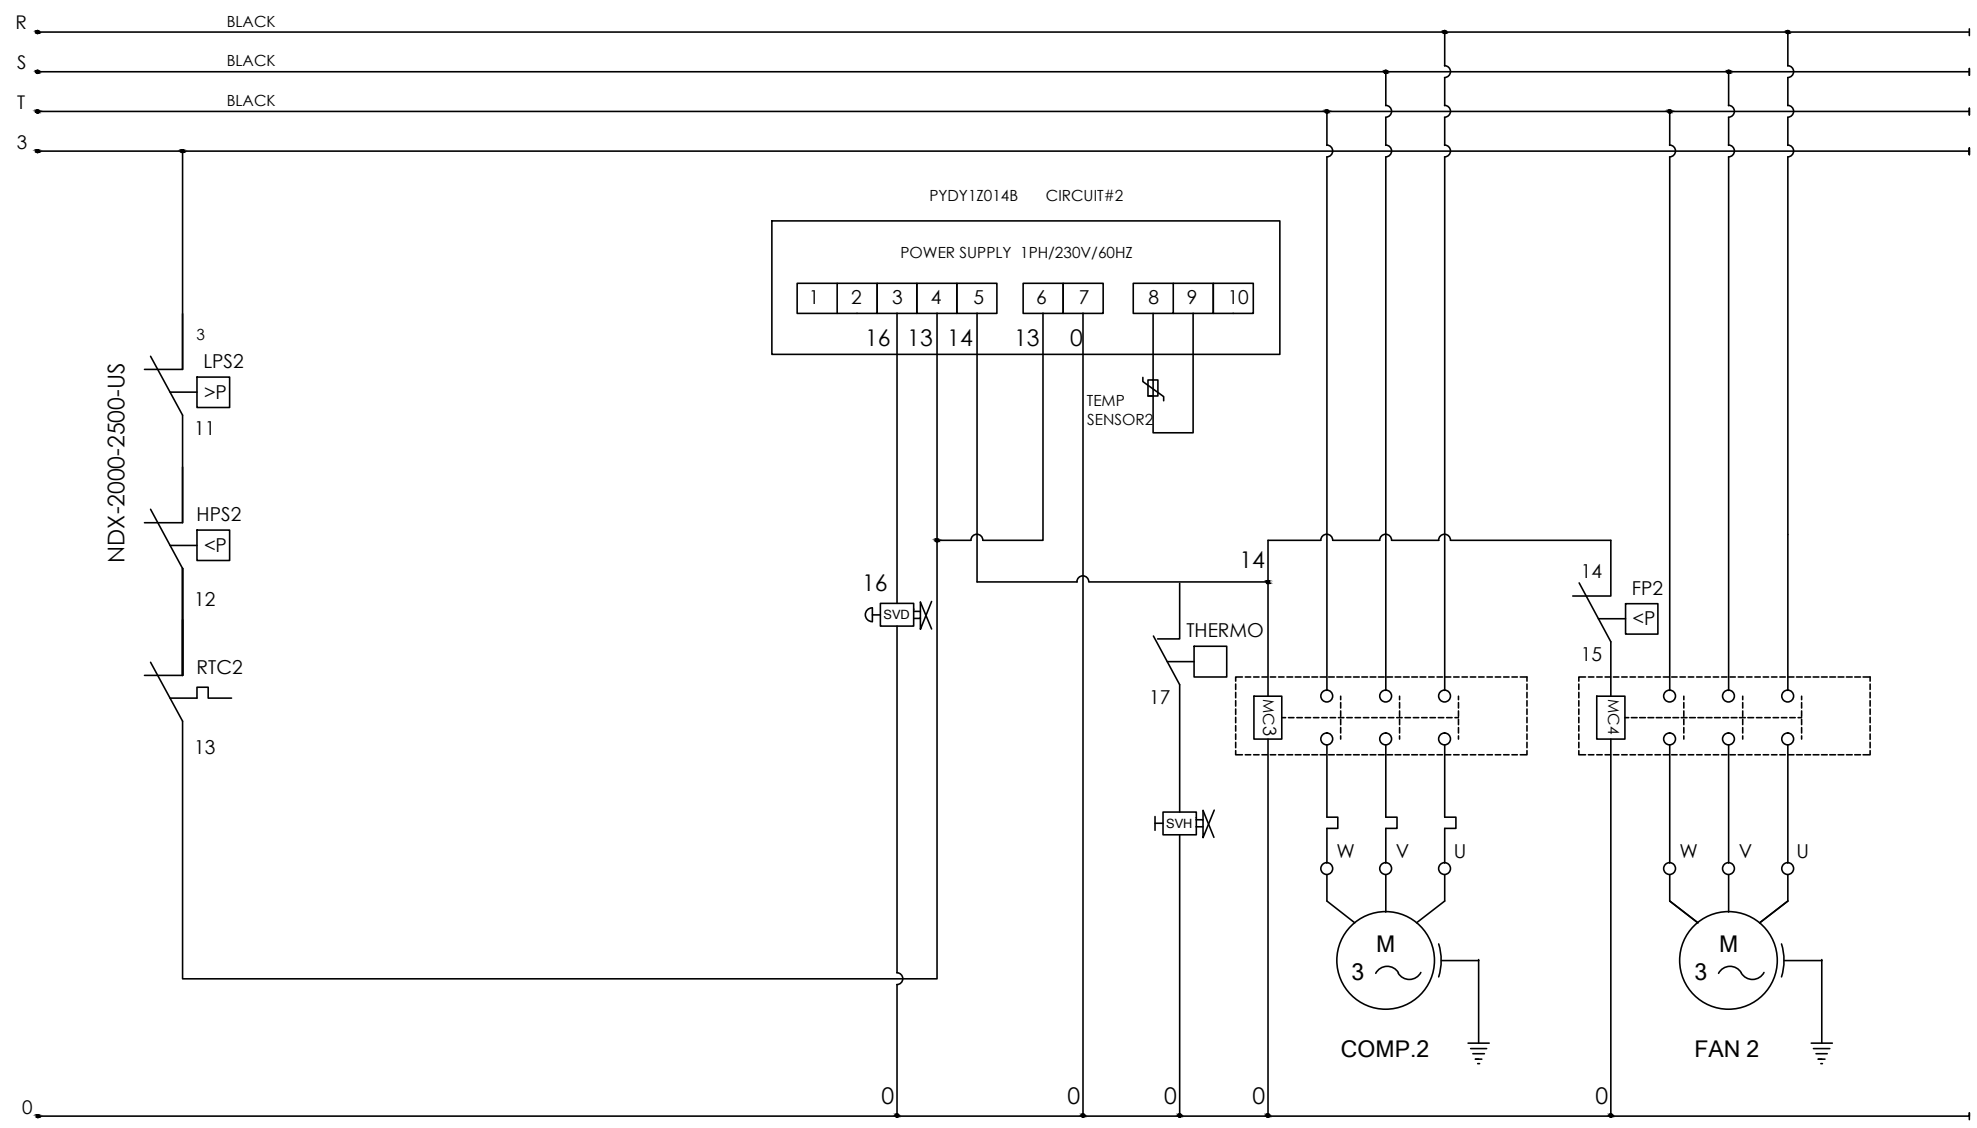 R BLACK
S BLACK
T BLACK
3
PYDY1Z014B CIRCUIT#2
POWER SUPPLY 1PH/230V/60HZ
1 2 3 4 5 6 7 8 9 10
16 13 14 13 0
3
LPS2
>P
11
NDX-2000-2500-US
TEMP
SENSOR2
HPS2
<P
12
RTC2
13
16
SVD
14
14
FP2
<P
15
THERMO
17
MC3
MC4
SVH
W V U
W V U
M
3
M
3
COMP.2
FAN 2
0 0 0 0 0
0